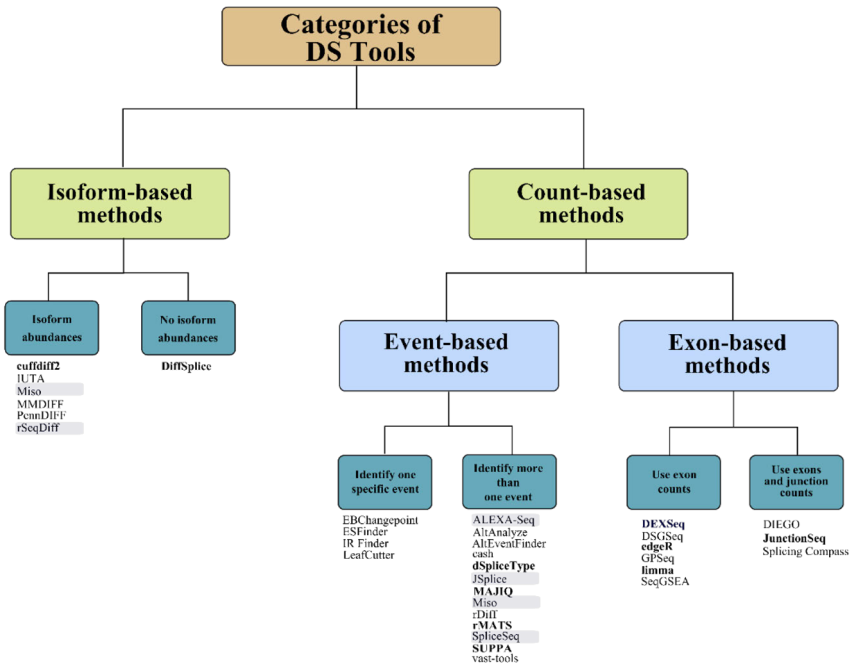 Categories of
DS Tools
Isoform-based
methods
Count-based
methods
Isoform
abundances
No isoform
abundances
cuffdiff2
IUTA
Miso
MMDIFF
PennDIFF
rSeqDiff
DiffSplice
Event-based
methods
Exon-based
methods
Identify one
specific event
Identify more
than
one event
Use exon
counts
Use exons
and junction
counts
EBChangepoint
ESFinder
IR Finder
LeafCutter
ALEXA-Seq
AltAnalyze
AltEventFinder
cash
dSpliceType
JSplice
MAJIQ
Miso
rDiff
rMATS
SpliceSeq
SUPPA
vast-tools
DEXSeq
DSGSeq
edgeR
GPSeq
limma
SeqGSEA
DIEGO
JunctionSeq
Splicing Compass